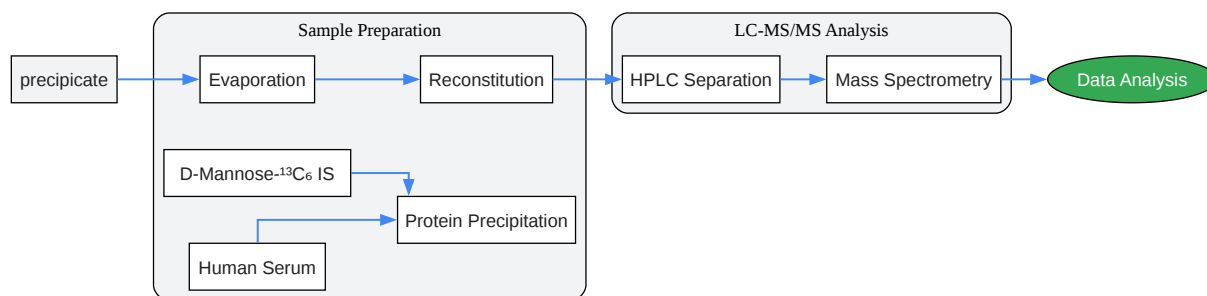 Sample Preparation
LC-MS/MS Analysis
precipicate
Evaporation
Reconstitution
HPLC Separation
Mass Spectrometry
Data Analysis
D-Mannose-¹³C₆ IS
Protein Precipitation
Human Serum